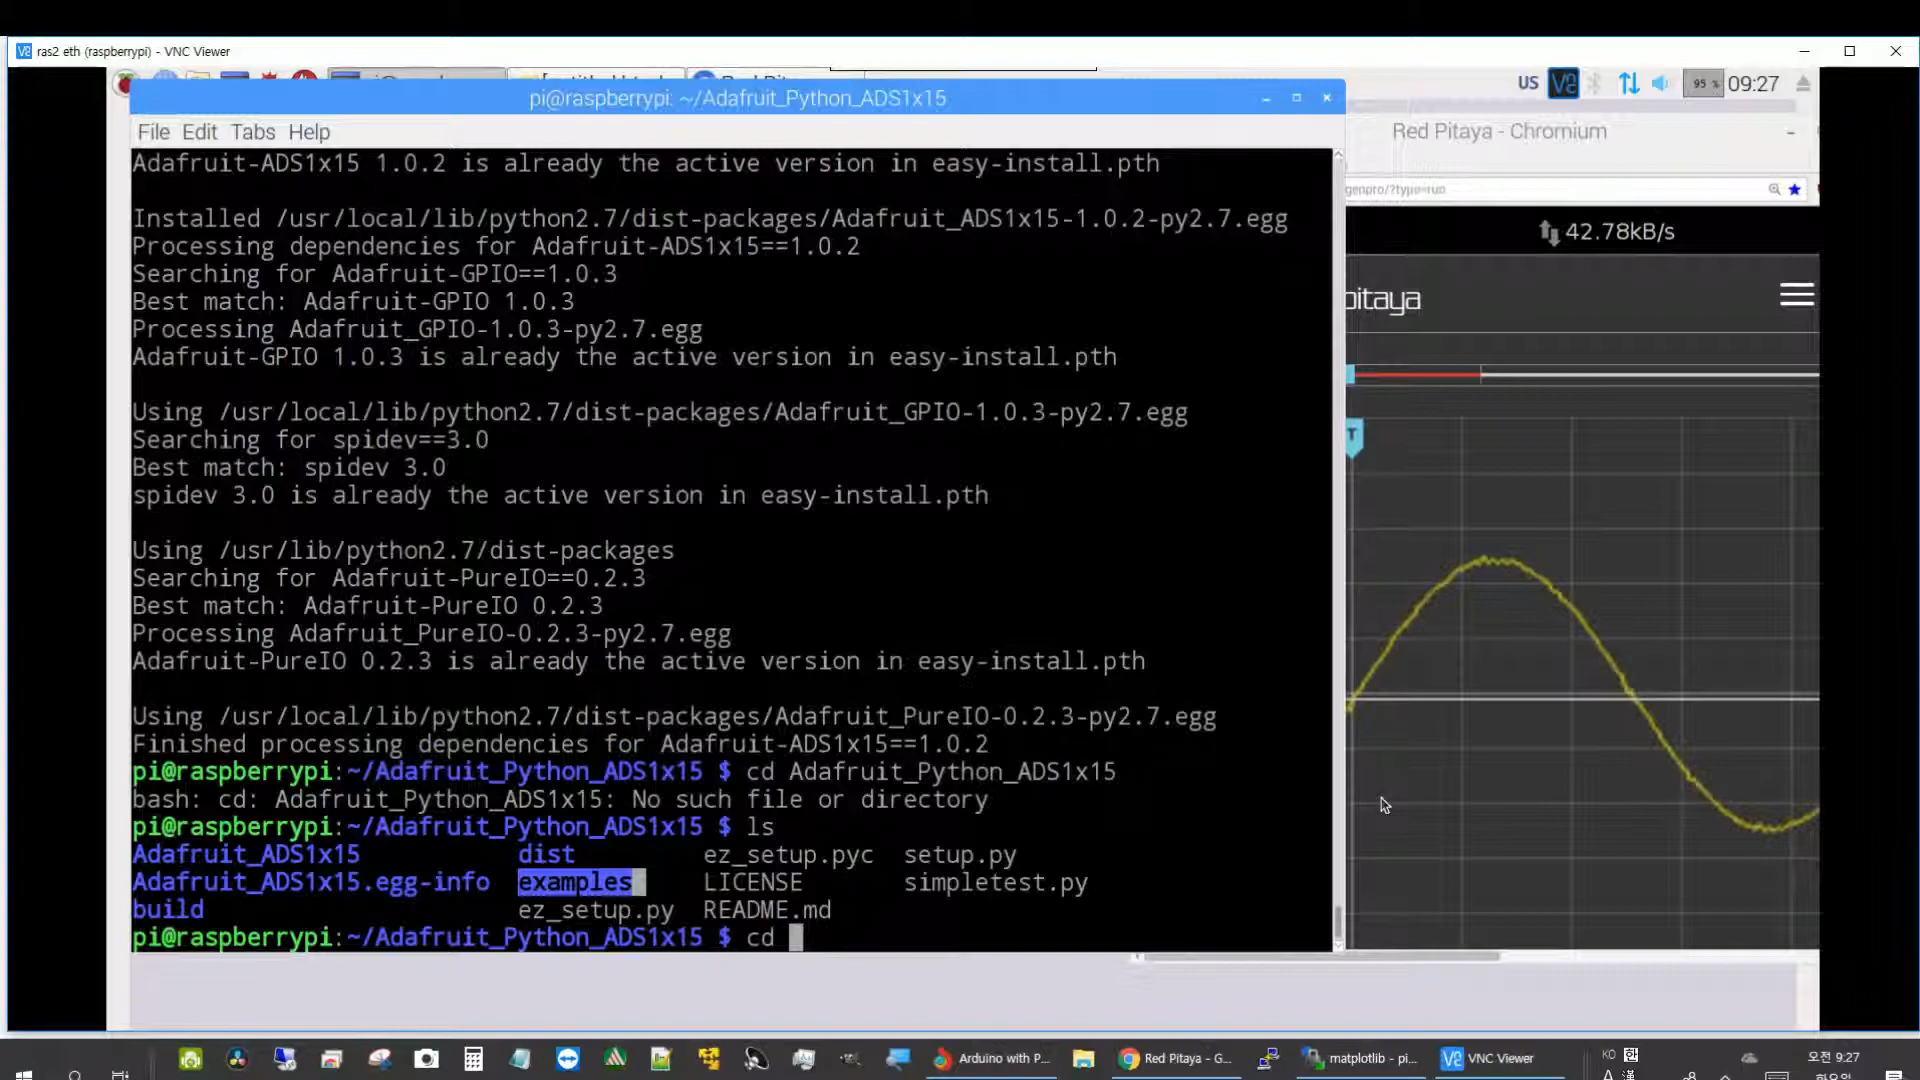 ras2 eth (raspberrypi) - VNC Viewer
US
95 %
09:27
pi@raspberrypi: ~/Adafruit_Python_ADS1x15
File Edit Tabs Help
Adafruit-ADS1x15 1.0.2 is already the active version in easy-install.pth
Installed /usr/local/lib/python2.7/dist-packages/Adafruit_ADS1x15-1.0.2-py2.7.egg
Processing dependencies for Adafruit-ADS1x15==1.0.2
Searching for Adafruit-GPIO==1.0.3
Best match: Adafruit-GPIO 1.0.3
Processing Adafruit_GPIO-1.0.3-py2.7.egg
Adafruit-GPIO 1.0.3 is already the active version in easy-install.pth
Using /usr/local/lib/python2.7/dist-packages/Adafruit_GPIO-1.0.3-py2.7.egg
Searching for spidev==3.0
Best match: spidev 3.0
spidev 3.0 is already the active version in easy-install.pth
Using /usr/lib/python2.7/dist-packages
Searching for Adafruit-PureIO==0.2.3
Best match: Adafruit-PureIO 0.2.3
Processing Adafruit_PureIO-0.2.3-py2.7.egg
Adafruit-PureIO 0.2.3 is already the active version in easy-install.pth
Using /usr/local/lib/python2.7/dist-packages/Adafruit_PureIO-0.2.3-py2.7.egg
Finished processing dependencies for Adafruit-ADS1x15==1.0.2
pi@raspberrypi:~/Adafruit_Python_ADS1x15 $ cd Adafruit_Python_ADS1x15
bash: cd: Adafruit_Python_ADS1x15: No such file or directory
pi@raspberrypi:~/Adafruit_Python_ADS1x15 $ ls
Adafruit_ADS1x15 dist ez_setup.pyc setup.py
Adafruit_ADS1x15.egg-info examples LICENSE simpletest.py
build ez_setup.py README.md
pi@raspberrypi:~/Adafruit_Python_ADS1x15 $ cd
Red Pitaya - Chromium
genpro/?type=run
42.78kB/s
pitaya
T
Arduino with P...
Red Pitaya - G...
matplotlib - pi...
VNC Viewer
KO 한
A 漢
오전 9:27